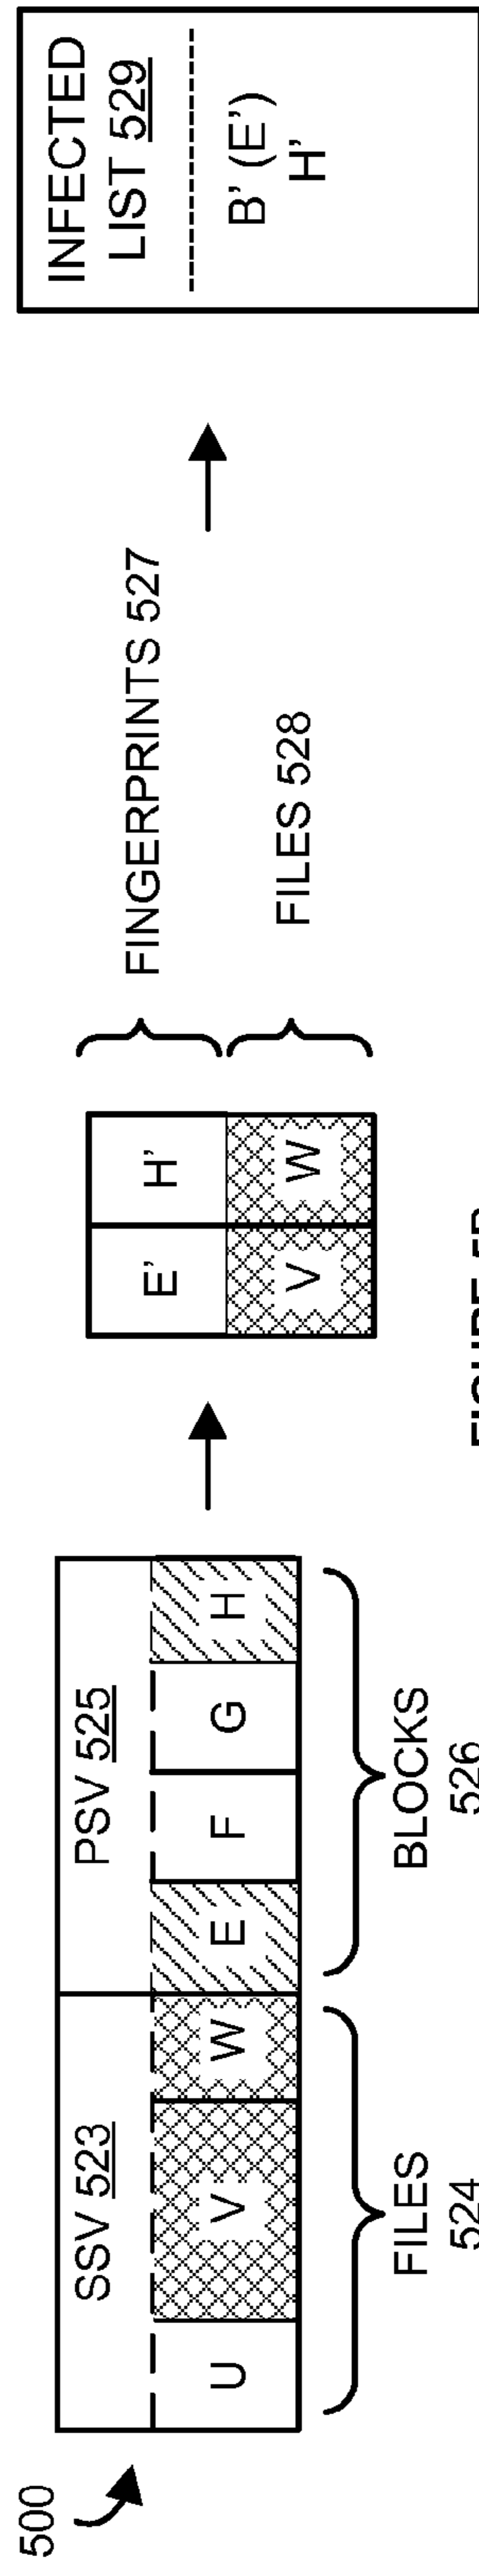 500
SSV 523
PSV 525
U
V
W
E
F
G
H
FILES
524
BLOCKS
526
E'
H'
V
W
FINGERPRINTS 527
FILES 528
INFECTED
LIST 529
B' (E')
H'